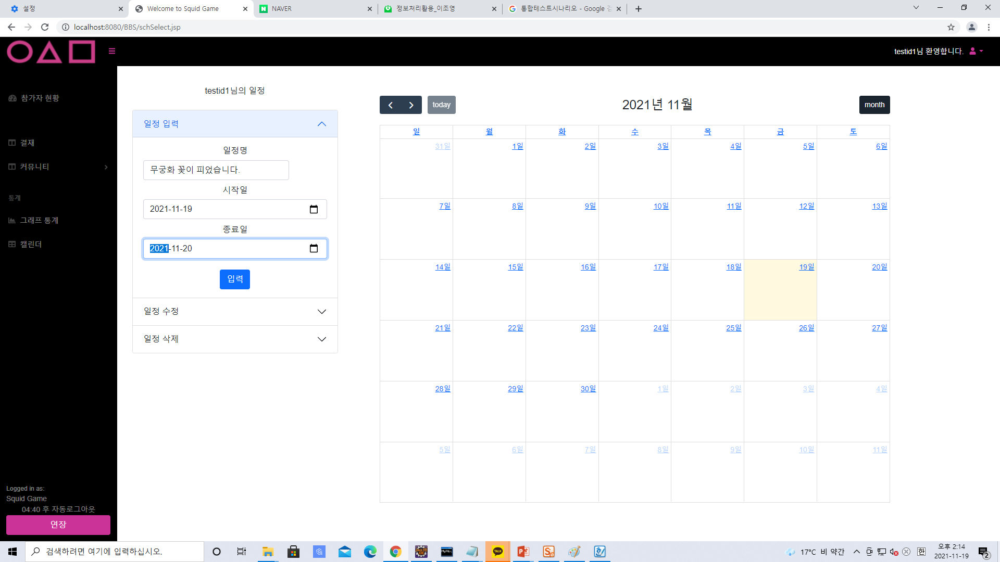 설정
Welcome to Squid Game
NAVER
정보처리활용_이조영
통합테스트시나리오 - Google 검
localhost:8080/BBS/schSelect.jsp
testid1님 환영합니다.
참가자 현황
결재
커뮤니티
통계
그래프 통계
캘린더
Logged in as:
Squid Game
04:40 후 자동로그아웃
연장
testid1님의 일정
일정 입력
일정명
무궁화 꽃이 피었습니다.
시작일
2021-11-19
종료일
2021-11-20
입력
일정 수정
일정 삭제
today
2021년 11월
month
일 월 화 수 목 금 토
31일 1일 2일 3일 4일 5일 6일
7일 8일 9일 10일 11일 12일 13일
14일 15일 16일 17일 18일 19일 20일
21일 22일 23일 24일 25일 26일 27일
28일 29일 30일 1일 2일 3일 4일
5일 6일 7일 8일 9일 10일 11일
검색하려면 여기에 입력하십시오.
TALK
17°C 비 약간
한
오후 2:14
2021-11-19
2